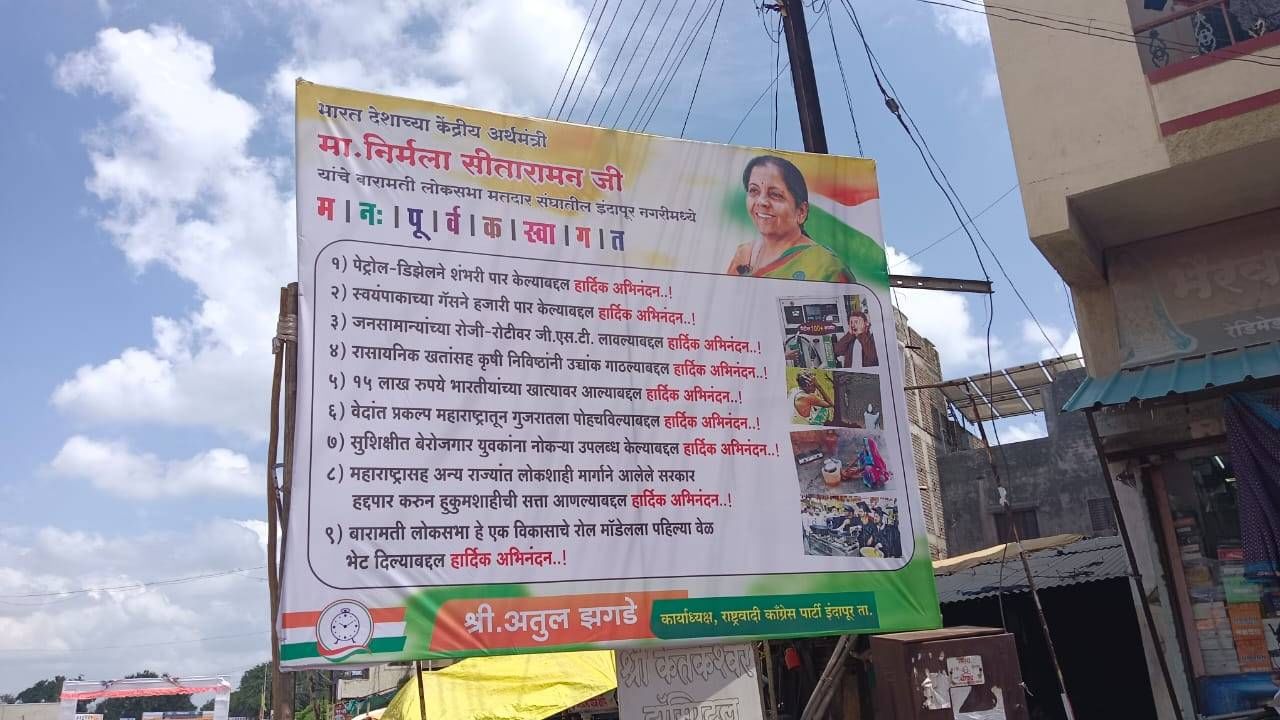 भारत देशाच्या केंद्रीय अर्थमंत्री
मा.निर्मला सीतारामन जी
यांचे बारामती लोकसभा मतदार संघातील इंदापूर नगरीमध्ये
म।नः।पू।र्व।क।स्वा।ग।त
१) पेट्रोल-डिझेलने शंभरी पार केल्याबद्दल हार्दिक अभिनंदन..!
२) स्वयंपाकाच्या गॅसने हजारी पार केल्याबद्दल हार्दिक अभिनंदन..!
३) जनसामान्यांच्या रोजी-रोटीवर जी.एस.टी. लावल्याबद्दल हार्दिक अभिनंदन..!
४) रासायनिक खतांसह कृषी निविष्ठांनी उच्चांक गाठल्याबद्दल हार्दिक अभिनंदन..!
५) १५ लाख रुपये भारतीयांच्या खात्यावर आल्याबद्दल हार्दिक अभिनंदन..!
६) वेदांत प्रकल्प महाराष्ट्रातून गुजरातला पोहचविल्याबद्दल हार्दिक अभिनंदन..!
७) सुशिक्षीत बेरोजगार युवकांना नोकऱ्या उपलब्ध केल्याबद्दल हार्दिक अभिनंदन..!
८) महाराष्ट्रासह अन्य राज्यांत लोकशाही मार्गाने आलेले सरकार
हद्दपार करुन हुकुमशाहीची सत्ता आणल्याबद्दल हार्दिक अभिनंदन..!
९) बारामती लोकसभा हे एक विकासाचे रोल मॉडेलला पहिल्या वेळ
भेट दिल्याबद्दल हार्दिक अभिनंदन..!
श्री.अतुल झगडे
कार्याध्यक्ष, राष्ट्रवादी काँग्रेस पार्टी इंदापूर ता.
श्री
हॉस्पिटल